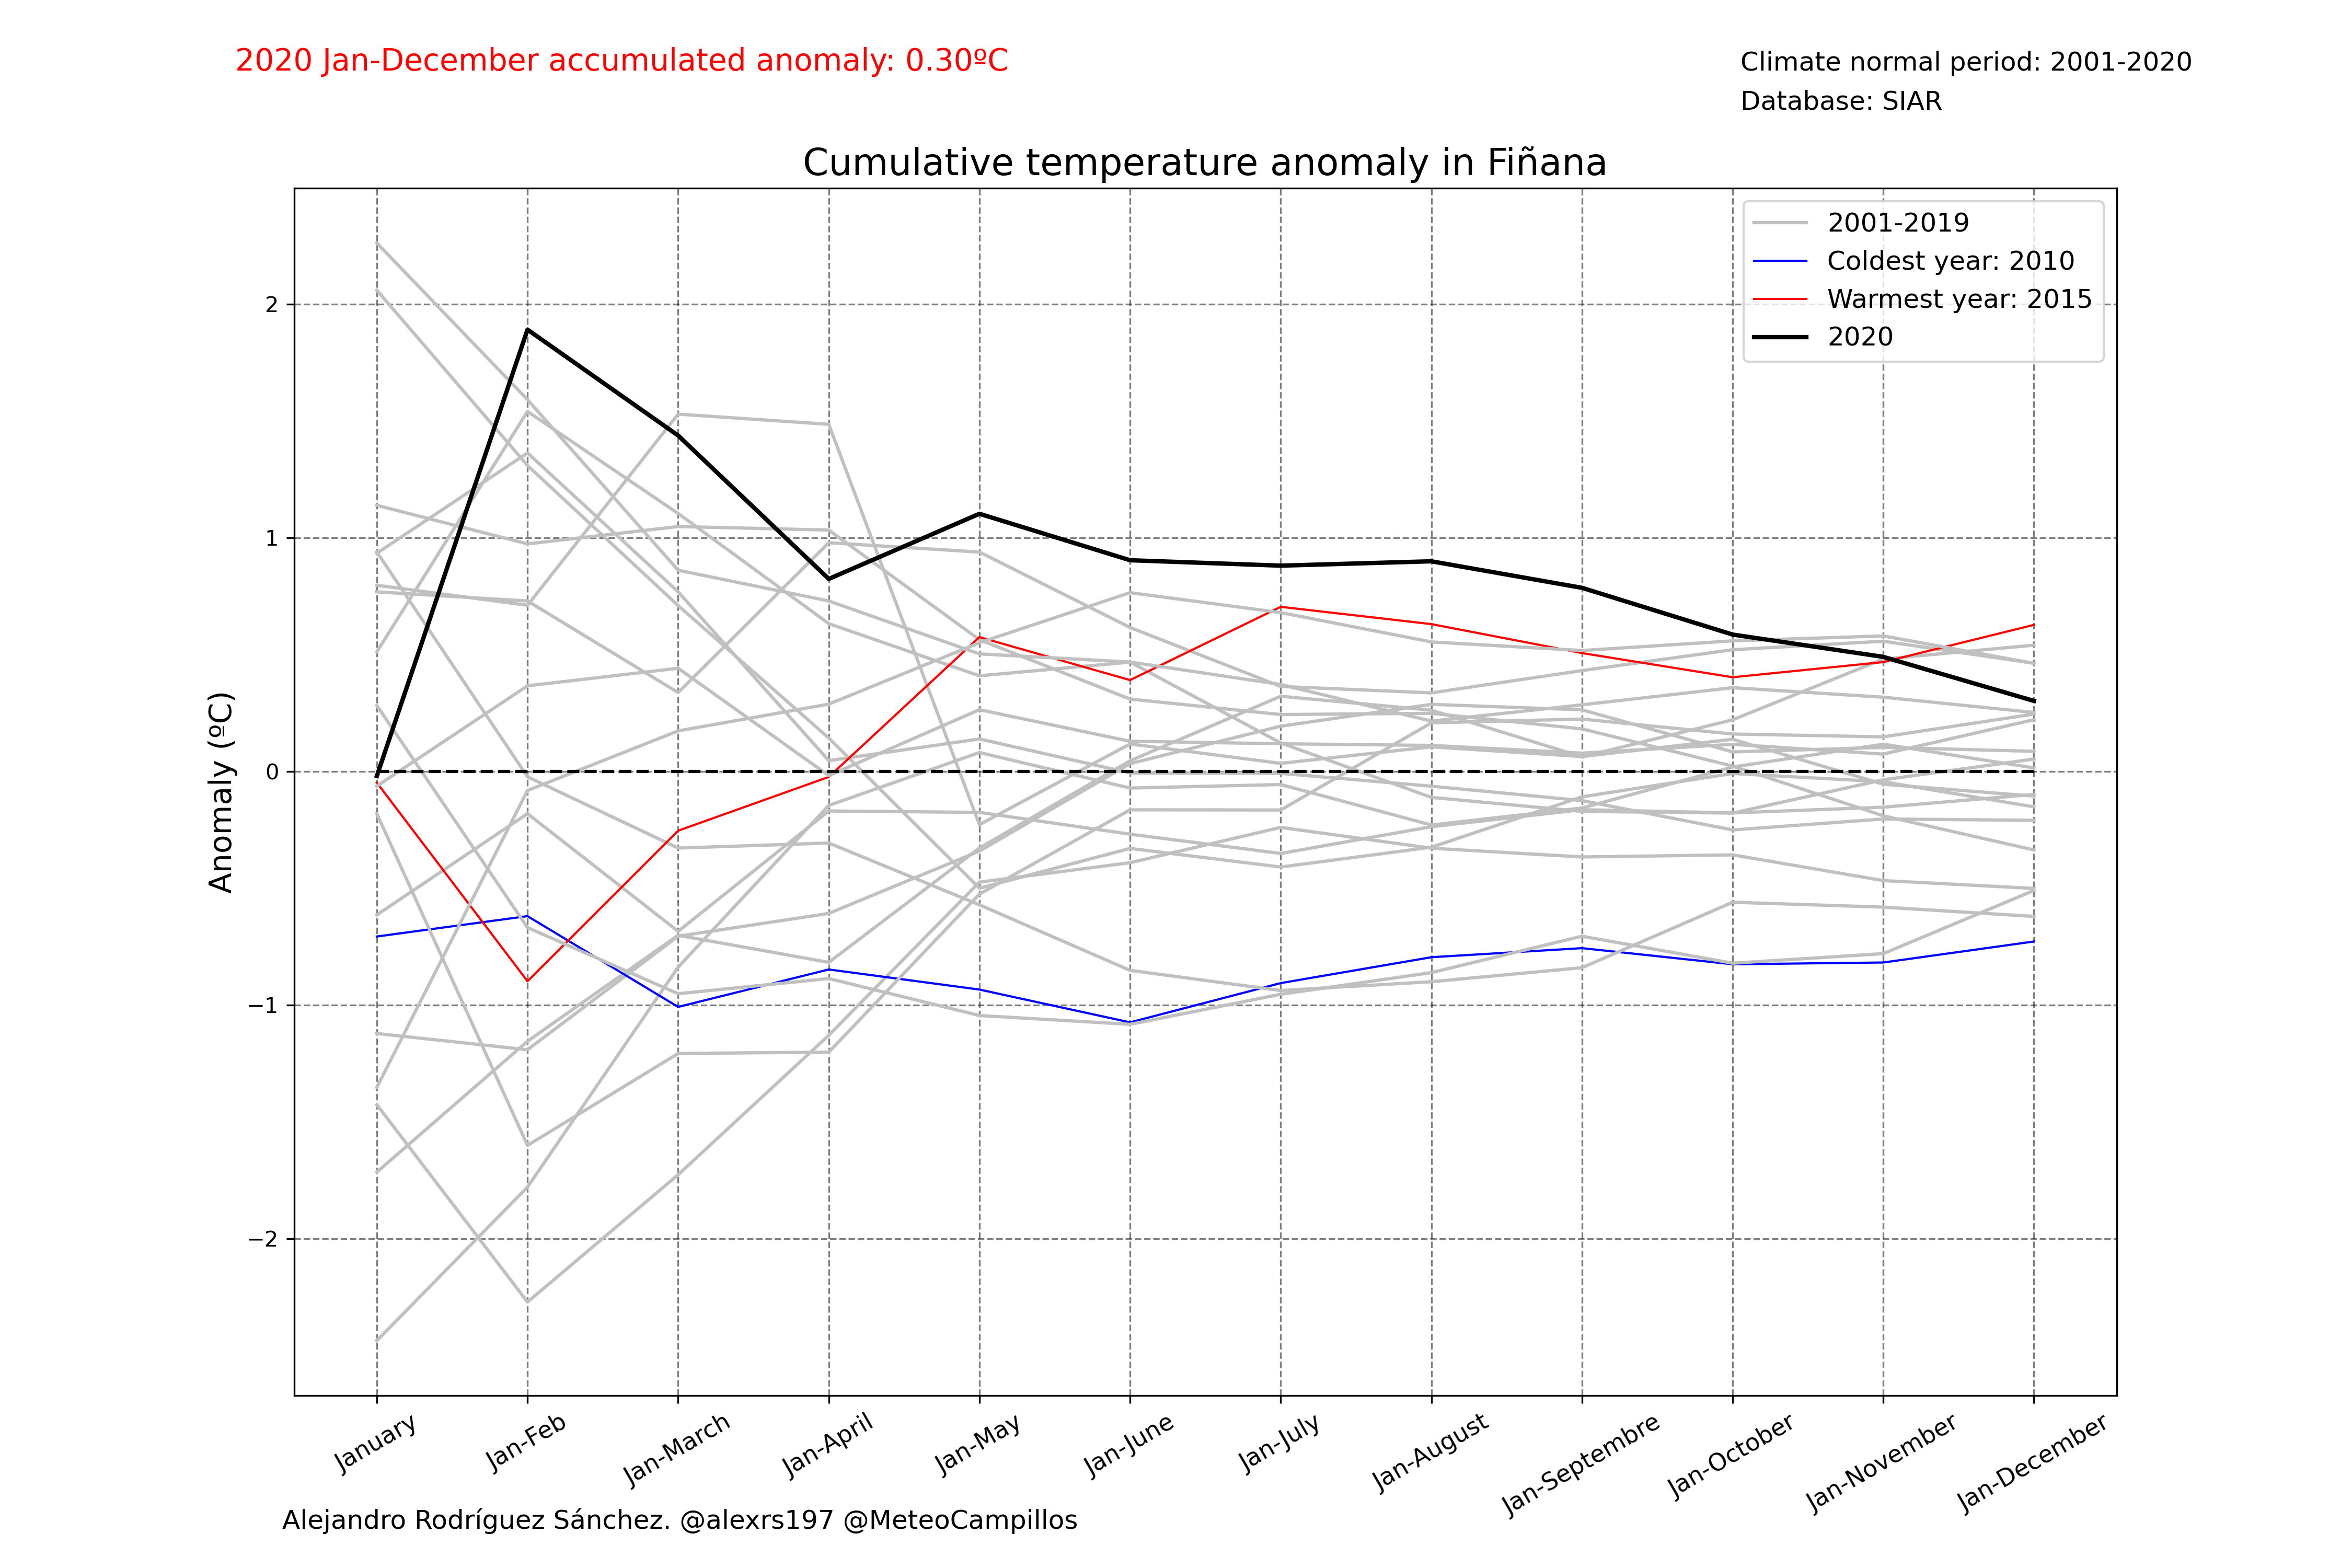 2020 Jan-December accumulated anomaly: 0.30ºC
Climate normal period: 2001-2020
Database: SIAR
Cumulative temperature anomaly in Fiñana
2001-2019
Coldest year: 2010
Warmest year: 2015
2020
Anomaly (ºC)
2
1
0
−1
−2
January
Jan-Feb
Jan-March
Jan-April
Jan-May
Jan-June
Jan-July
Jan-August
Jan-Septembre
Jan-October
Jan-November
Jan-December
Alejandro Rodríguez Sánchez. @alexrs197 @MeteoCampillos